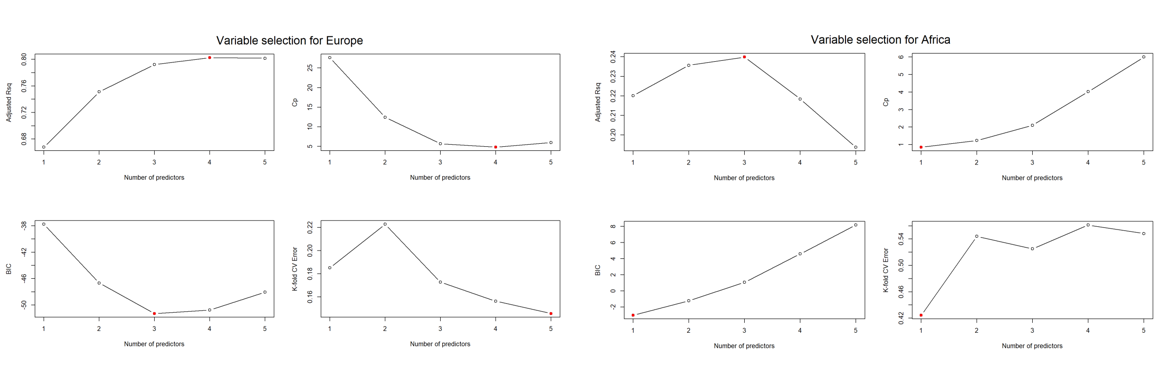 Variable selection for Europe
Adjusted Rsq
0.68 0.72 0.76 0.80
1 2 3 4 5
Number of predictors
Cp
5 10 15 20 25
1 2 3 4 5
Number of predictors
BIC
-50 -46 -42 -38
1 2 3 4 5
Number of predictors
K-fold CV Error
0.16 0.18 0.20 0.22
1 2 3 4 5
Number of predictors
Variable selection for Africa
Adjusted Rsq
0.20 0.21 0.22 0.23 0.24
1 2 3 4 5
Number of predictors
Cp
1 2 3 4 5 6
1 2 3 4 5
Number of predictors
BIC
-2 0 2 4 6 8
1 2 3 4 5
Number of predictors
K-fold CV Error
0.42 0.46 0.50 0.54
1 2 3 4 5
Number of predictors